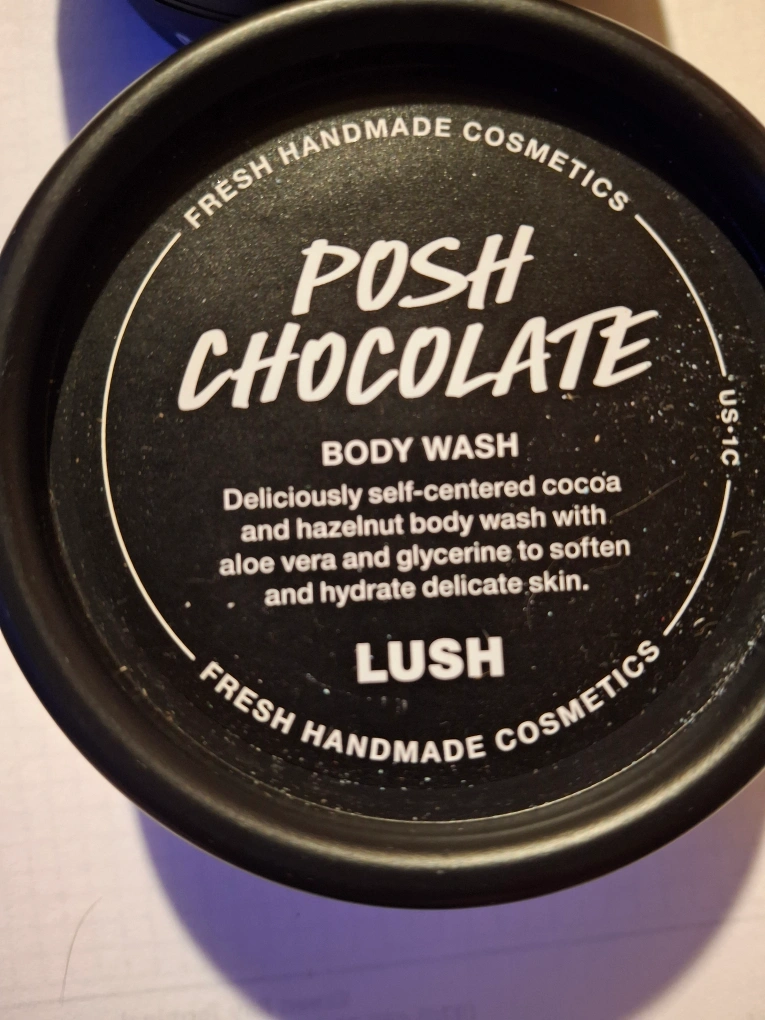 FRESH HANDMADE COSMETICS
POSH
CHOCOLATE
US·1C
BODY WASH
Deliciously self-centered cocoa
and hazelnut body wash with
aloe vera and glycerine to soften
and hydrate delicate skin.
LUSH
FRESH HANDMADE COSMETICS